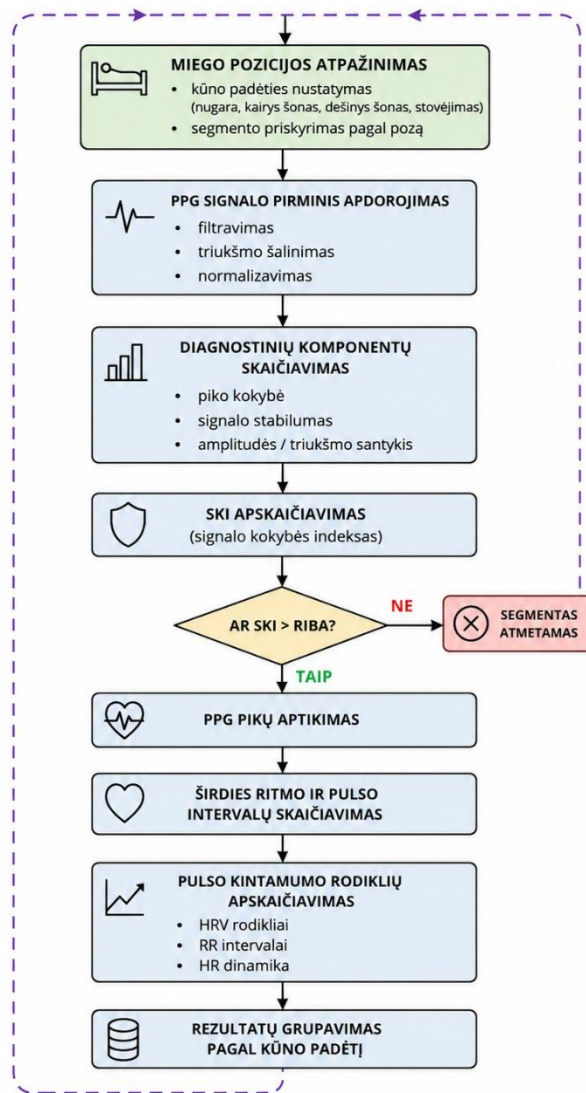 MIEGO POZICIJOS ATPAŽINIMAS
• kūno padėties nustatymas
(nugara, kairys šonas, dešinys šonas, stovėjimas)
• segmento priskyrimas pagal pozą
PPG SIGNALO PIRMINIS APDOROJIMAS
• filtravimas
• triukšmo šalinimas
• normalizavimas
DIAGNOSTINIŲ KOMPONENTŲ
SKAIČIAVIMAS
• piko kokybė
• signalo stabilumas
• amplitudės / triukšmo santykis
SKI APSKAIČIAVIMAS
(signalo kokybės indeksas)
AR SKI > RIBA?
NE
SEGMENTAS
ATMETAMAS
TAIP
PPG PIKŲ APTIKIMAS
ŠIRDIES RITMO IR PULSO
INTERVALŲ SKAIČIAVIMAS
PULSO KINTAMUMO RODIKLIŲ
APSKAIČIAVIMAS
• HRV rodikliai
• RR intervalai
• HR dinamika
REZULTATŲ GRUPAVIMAS
PAGAL KŪNO PADĖTĮ